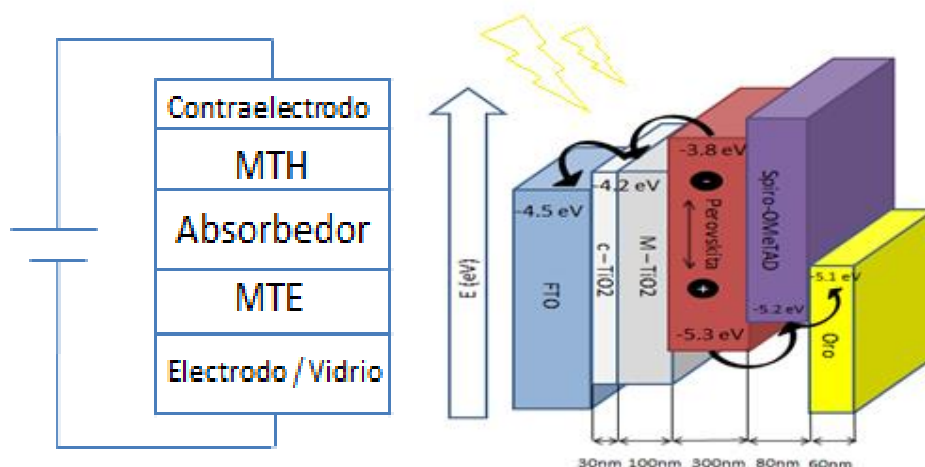 Contraelectrodo
MTH
Absorbedor
MTE
Electrodo / Vidrio
E (eV)
-4.5 eV
FTO
-4.2 eV
c-TiO2
M-TiO2
-3.8 eV
-
Perovskita
+
-5.3 eV
Spiro-OMeTAD
-5.2 eV
-5.1 eV
Oro
30nm 100nm 300nm 80nm 60nm